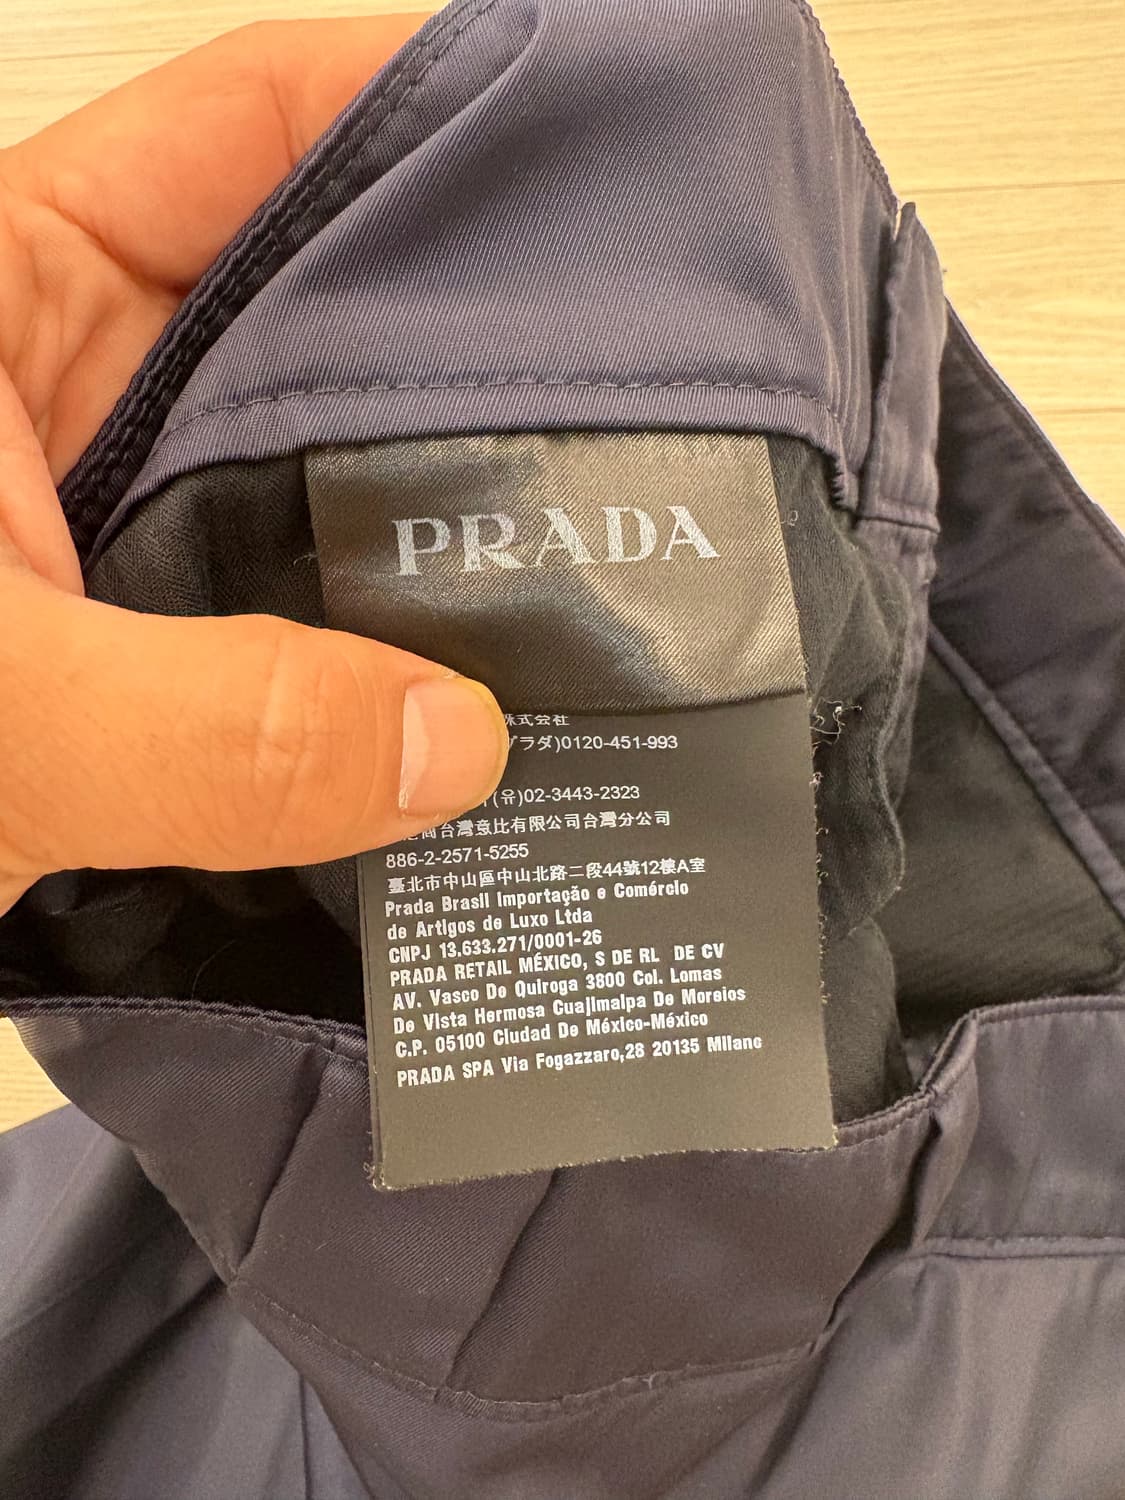 PRADA
株式会社
プラダ)0120-451-993
(유)02-3443-2323
商台灣意比有限公司台灣分公司
886-2-2571-5255
臺北市中山區中山北路二段44號12樓A室
Prada Brasil Importação e Comércio
de Artigos de Luxo Ltda
CNPJ 13.633.271/0001-26
PRADA RETAIL MÉXICO, S DE RL DE CV
AV. Vasco De Quiroga 3800 Col. Lomas
De Vista Hermosa Cuajimalpa De Morelos
C.P. 05100 Ciudad De México-México
PRADA SPA Via Fogazzaro,28 20135 Milano